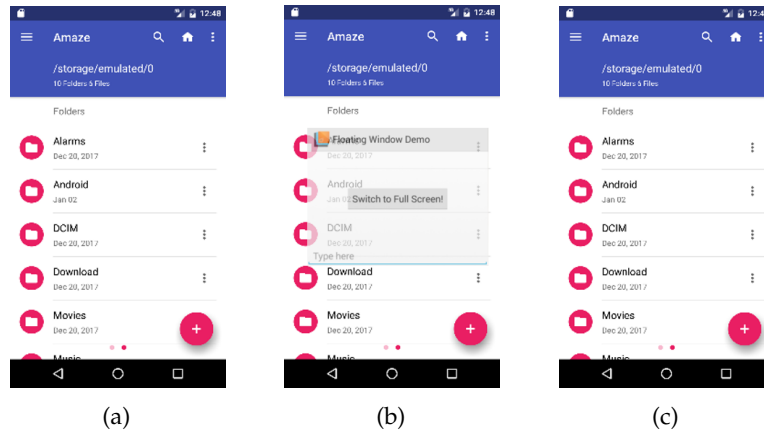 12:48
Amaze
/storage/emulated/0
10 Folders 6 Files
Folders
Alarms
Dec 20, 2017
Android
Jan 02
DCIM
Dec 20, 2017
Download
Dec 20, 2017
Movies
Dec 20, 2017
Music
(a)
12:48
Amaze
/storage/emulated/0
10 Folders 6 Files
Folders
Floating Window Demo
Dec 20, 2017
Android
Jan
Switch to Full Screen!
DCIM
Dec 20, 2017
Type here
Download
Dec 20, 2017
Movies
Dec 20, 2017
Music
(b)
12:4
Amaze
/storage/emulated/0
10 Folders 6 Files
Folders
Alarms
Dec 20, 2017
Android
Jan 02
DCIM
Dec 20, 2017
Download
Dec 20, 2017
Movies
Dec 20, 2017
Music
(c)